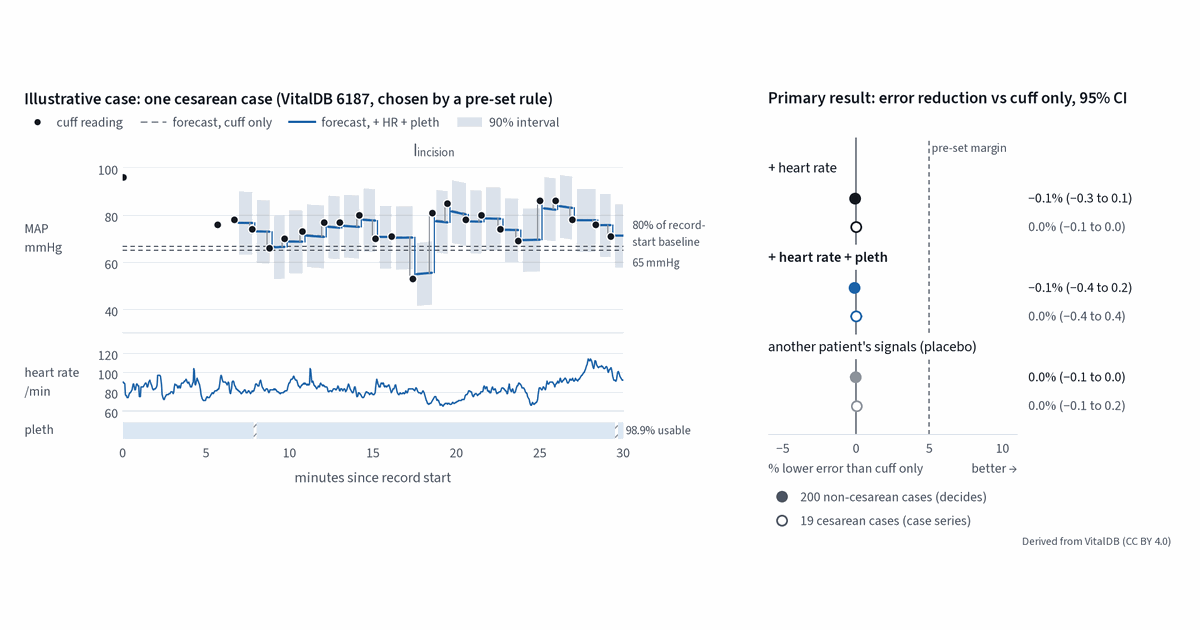 Illustrative case: one cesarean case (VitalDB 6187, chosen by a pre-set rule)
cuff reading
forecast, cuff only
forecast, + HR + pleth
90% interval
incision
100
80
60
40
MAP
mmHg
80% of record-
start baseline
65 mmHg
120
100
80
60
heart rate
/min
pleth
98.9% usable
0 5 10 15 20 25 30
minutes since record start
Primary result: error reduction vs cuff only, 95% CI
pre-set margin
+ heart rate
−0.1% (−0.3 to 0.1)
0.0% (−0.1 to 0.0)
+ heart rate + pleth
−0.1% (−0.4 to 0.2)
0.0% (−0.4 to 0.4)
another patient's signals (placebo)
0.0% (−0.1 to 0.0)
0.0% (−0.1 to 0.2)
−5 0 5 10
% lower error than cuff only
better →
200 non-cesarean cases (decides)
19 cesarean cases (case series)
Derived from VitalDB (CC BY 4.0)